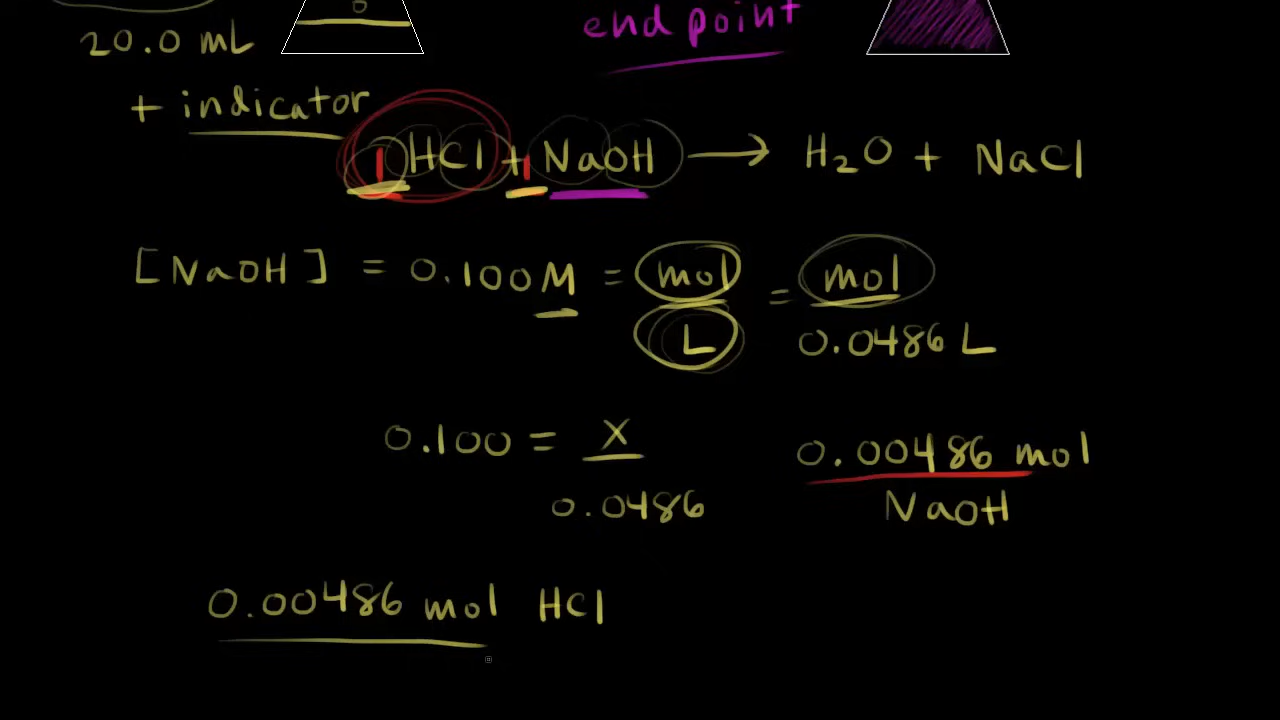 end point
20.0 mL
+ indicator
1 HCl + 1 NaOH → H₂O + NaCl
[NaOH] = 0.100 M = mol / L = mol / 0.0486 L
0.100 = X / 0.0486
0.00486 mol
NaOH
0.00486 mol HCl